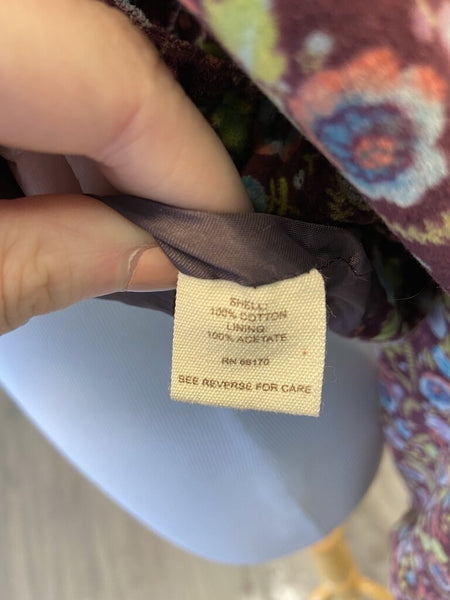 SHELL:
100% COTTON
LINING:
100% ACETATE
RN 66170
SEE REVERSE FOR CARE